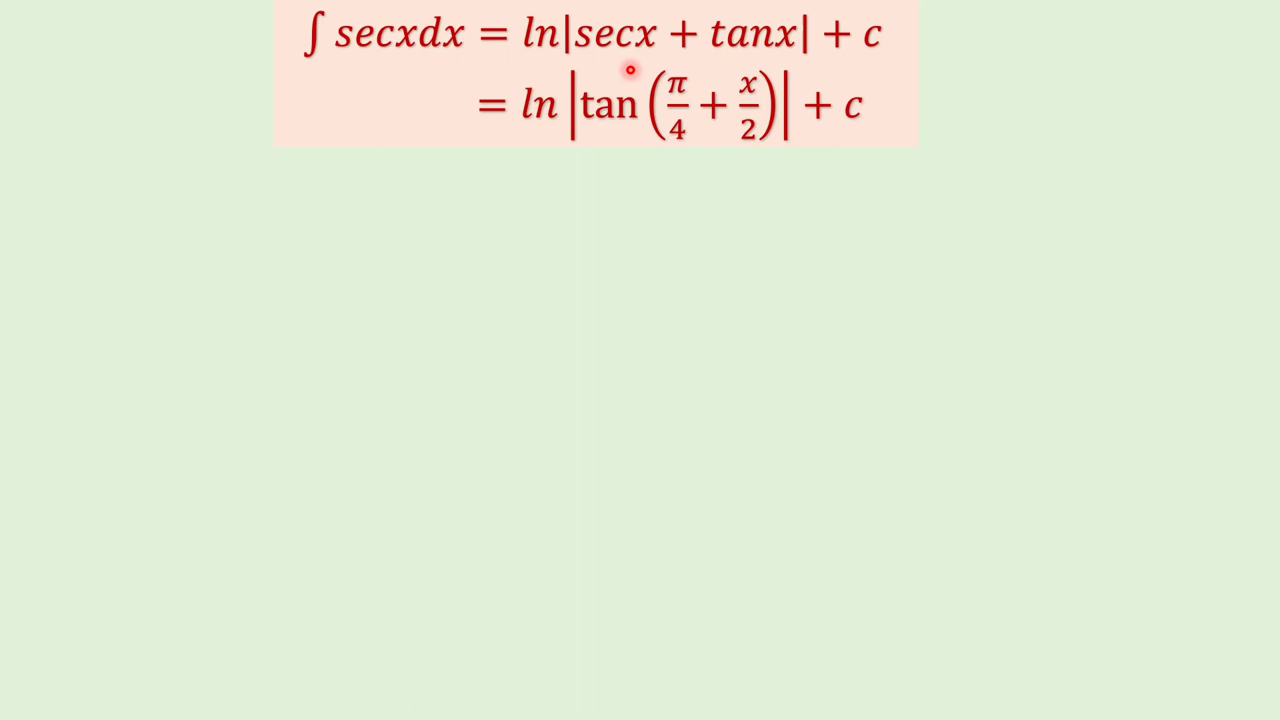 ∫ secxdx = ln|secx + tanx| + c
= ln |tan (π/4 + x/2)| + c